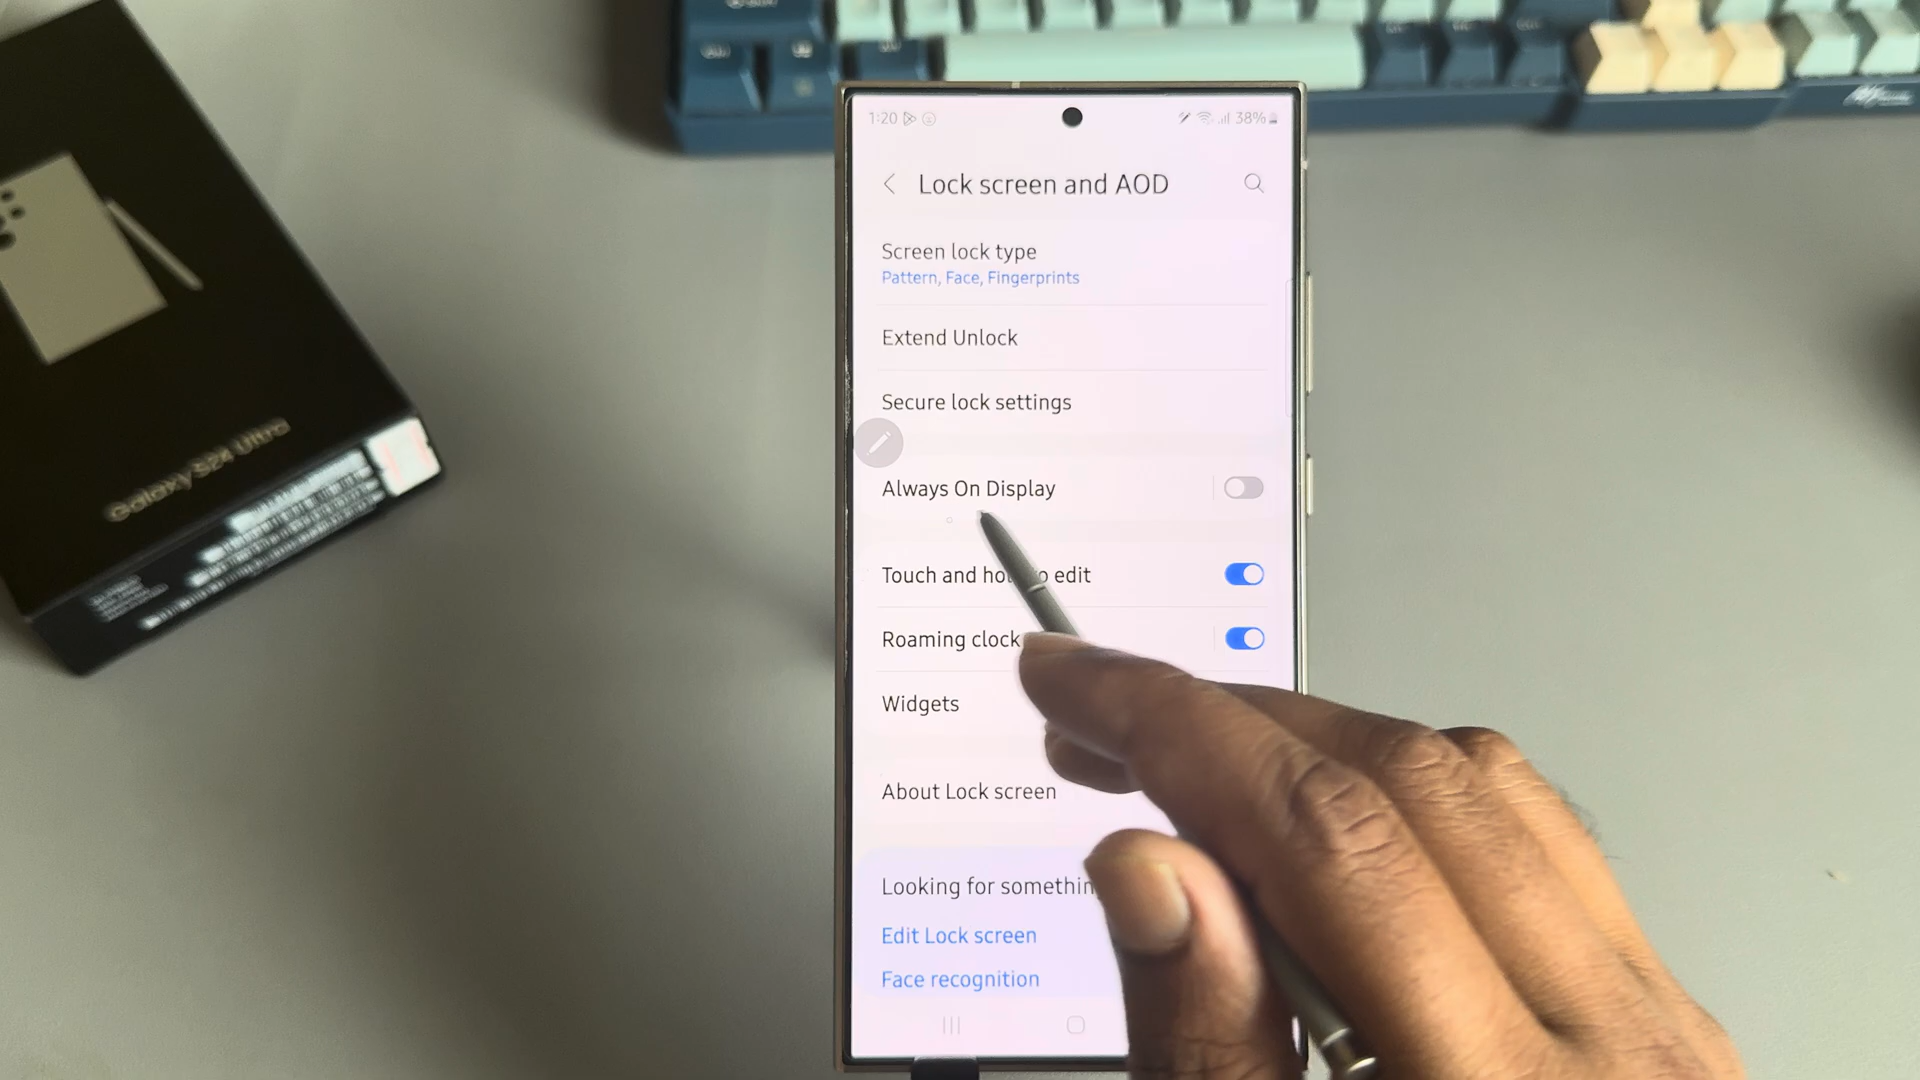 1:20 38%
Lock screen and AOD
Screen lock type
Pattern, Face, Fingerprints
Extend Unlock
Secure lock settings
Always On Display
Touch and ho o edit
Roaming clock
Widgets
About Lock screen
Looking for somethin
Edit Lock screen
Face recognition
Galaxy S24 Ultra